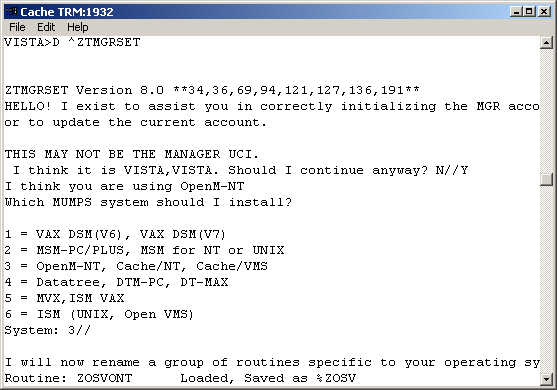 Cache TRM:1932
File Edit Help
VISTA>D ^ZTMGRSET
ZTMGRSET Version 8.0 **34,36,69,94,121,127,136,191**
HELLO! I exist to assist you in correctly initializing the MGR acco
or to update the current account.
THIS MAY NOT BE THE MANAGER UCI.
I think it is VISTA,VISTA. Should I continue anyway? N//Y
I think you are using OpenM-NT
Which MUMPS system should I install?
1 = VAX DSM(V6), VAX DSM(V7)
2 = MSM-PC/PLUS, MSM for NT or UNIX
3 = OpenM-NT, Cache/NT, Cache/VMS
4 = Datatree, DTM-PC, DT-MAX
5 = MVX,ISM VAX
6 = ISM (UNIX, Open VMS)
System: 3//
I will now rename a group of routines specific to your operating sy
Routine: ZOSVONT Loaded, Saved as %ZOSV